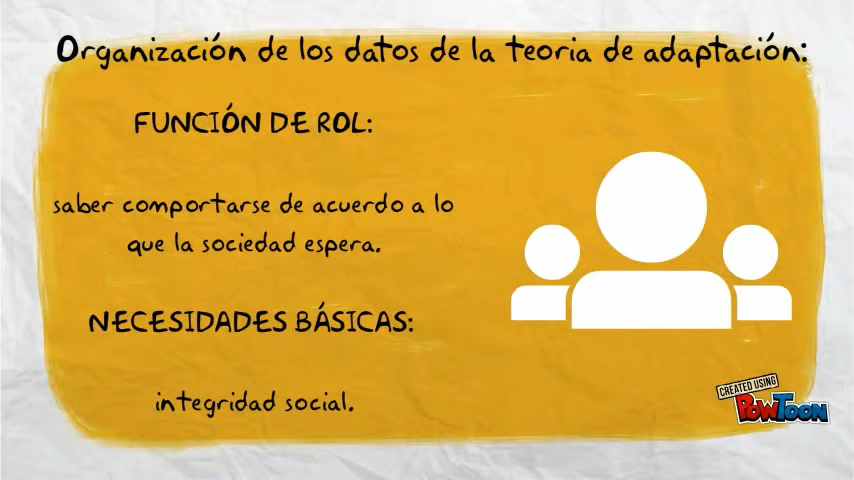 Organización de los datos de la teoria de adaptación:
FUNCIÓN DE ROL:
saber comportarse de acuerdo a lo
que la sociedad espera.
NECESIDADES BÁSICAS:
integridad social.
CREATED USING
POWTOON